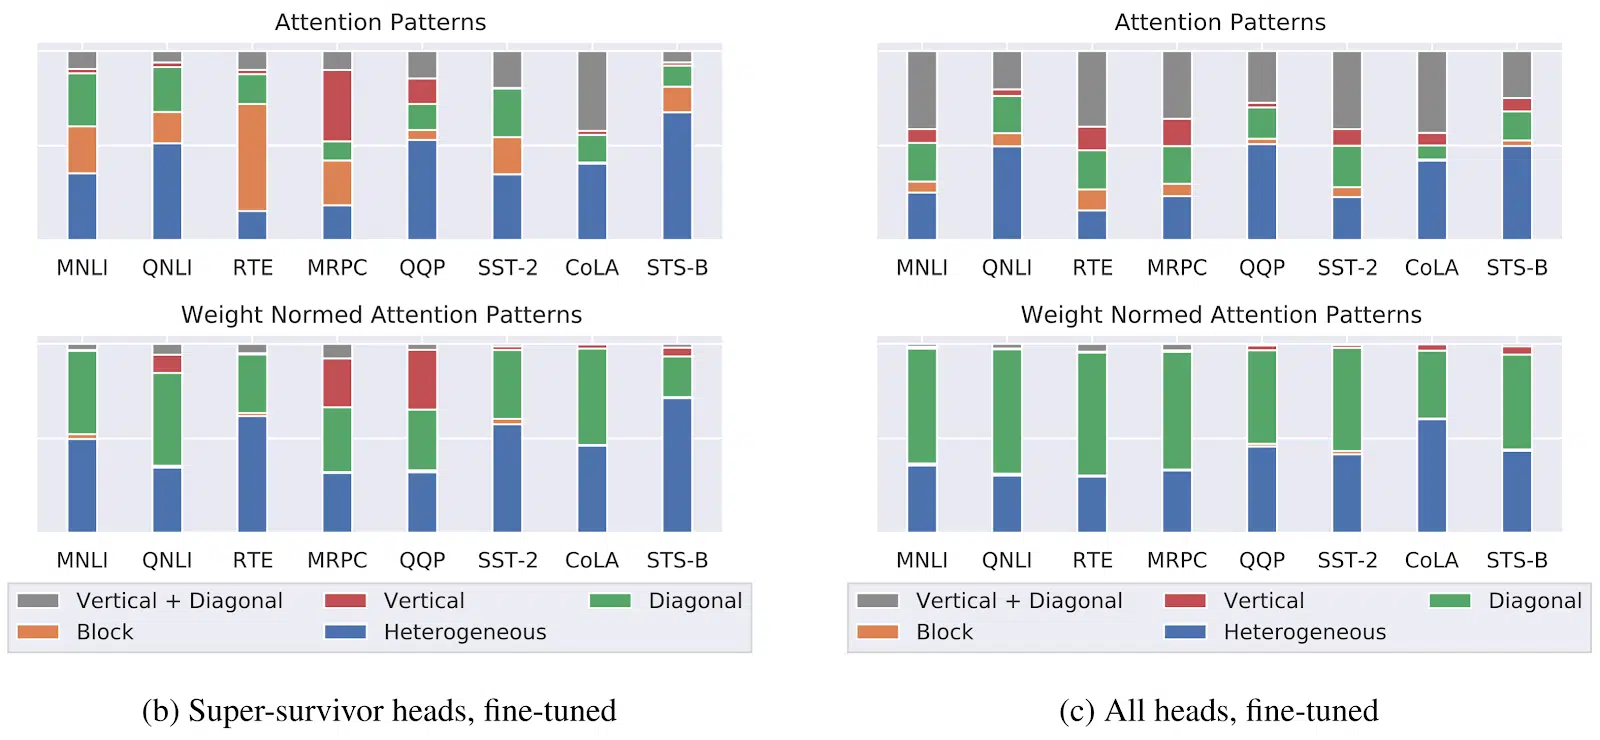 Attention Patterns
MNLI QNLI RTE MRPC QQP SST-2 CoLA STS-B
Weight Normed Attention Patterns
MNLI QNLI RTE MRPC QQP SST-2 CoLA STS-B
Vertical + Diagonal Vertical Diagonal
Block Heterogeneous
(b) Super-survivor heads, fine-tuned
Attention Patterns
MNLI QNLI RTE MRPC QQP SST-2 CoLA STS-B
Weight Normed Attention Patterns
MNLI QNLI RTE MRPC QQP SST-2 CoLA STS-B
Vertical + Diagonal Vertical Diagonal
Block Heterogeneous
(c) All heads, fine-tuned